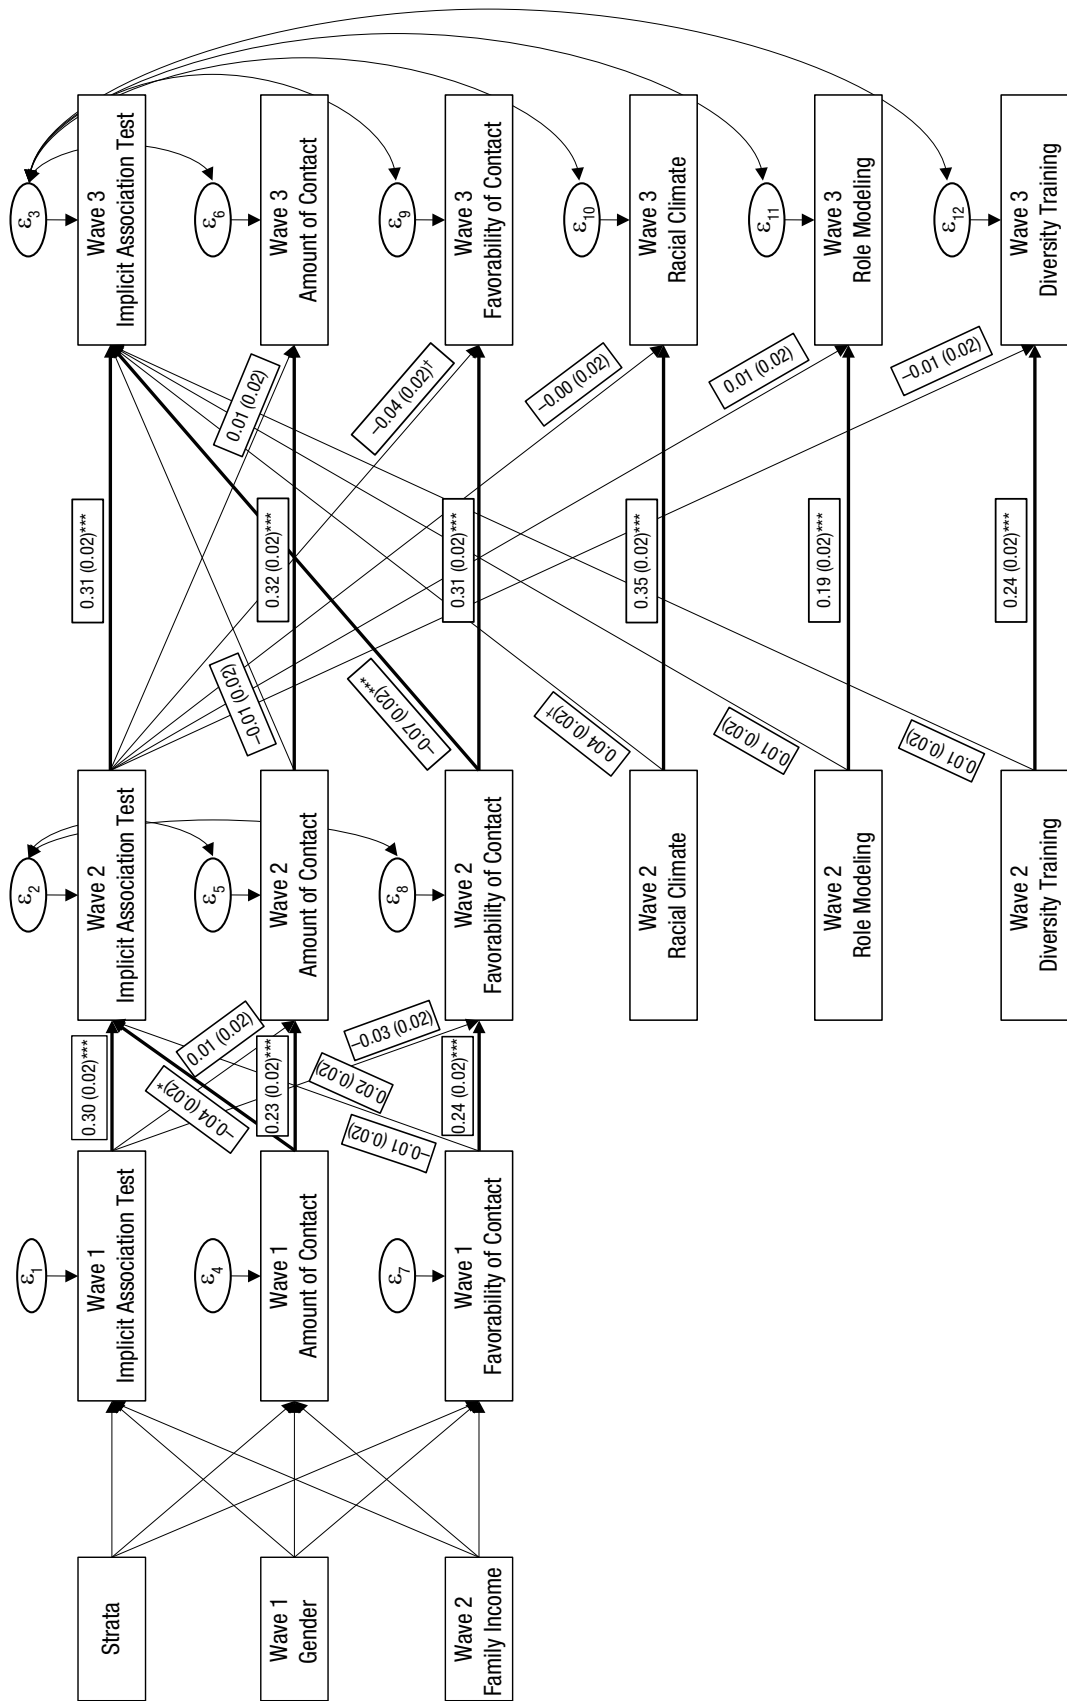 Strata
Wave 1
Gender
Wave 2
Family Income
ε1
Wave 1
Implicit Association Test
ε4
Wave 1
Amount of Contact
ε7
Wave 1
Favorability of Contact
0.30 (0.02)***
0.01 (0.02)
−0.04 (0.02)*
0.23 (0.02)***
−0.03 (0.02)
0.02 (0.02)
−0.01 (0.02)
0.24 (0.02)***
ε2
Wave 2
Implicit Association Test
ε5
Wave 2
Amount of Contact
ε8
Wave 2
Favorability of Contact
Wave 2
Racial Climate
Wave 2
Role Modeling
Wave 2
Diversity Training
0.31 (0.02)***
0.01 (0.02)
−0.01 (0.02)
0.32 (0.02)***
−0.04 (0.02)†
−0.07 (0.02)***
0.31 (0.02)***
−0.00 (0.02)
0.04 (0.02)†
0.35 (0.02)***
0.01 (0.02)
0.01 (0.02)
0.19 (0.02)***
−0.01 (0.02)
0.01 (0.02)
0.24 (0.02)***
ε3
Wave 3
Implicit Association Test
ε6
Wave 3
Amount of Contact
ε9
Wave 3
Favorability of Contact
ε10
Wave 3
Racial Climate
ε11
Wave 3
Role Modeling
ε12
Wave 3
Diversity Training